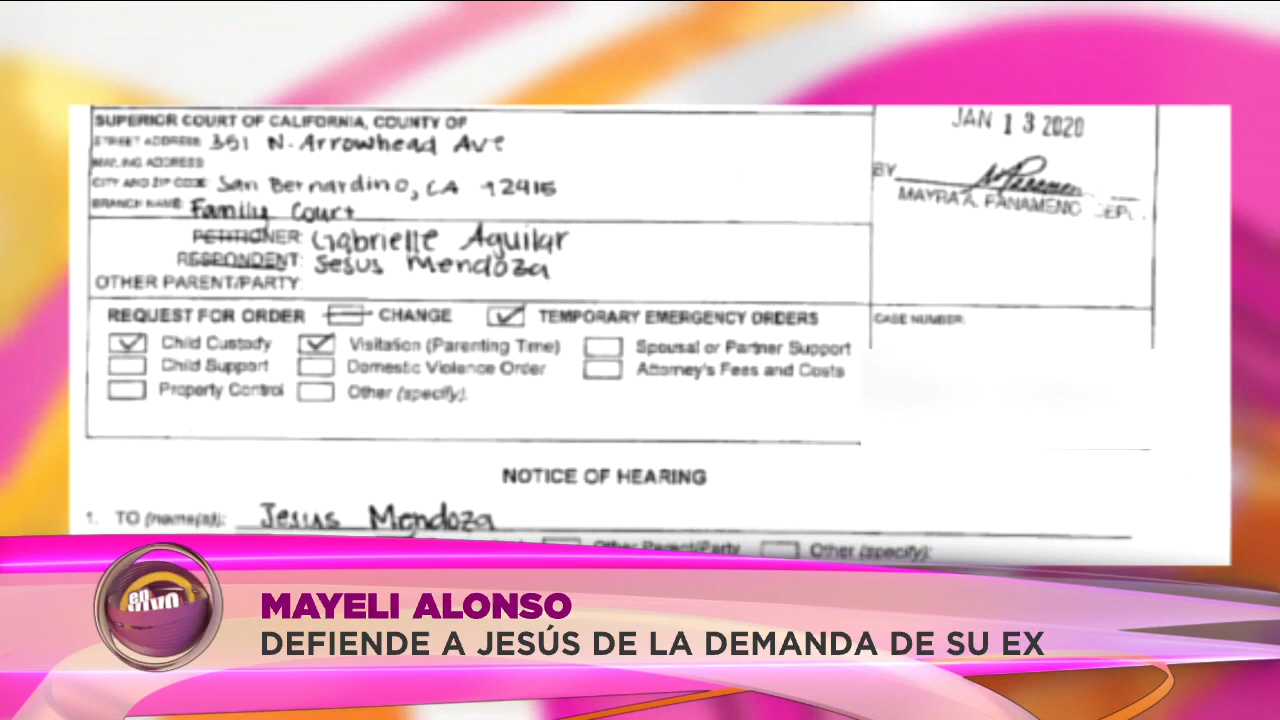 SUPERIOR COURT OF CALIFORNIA, COUNTY OF
STREET ADDRESS: 351 N. Arrowhead Ave
MAILING ADDRESS:
CITY AND ZIP CODE: San Bernardino, CA 92415
BRANCH NAME: Family Court
PETITIONER: Gabrielle Aguilar
RESPONDENT: Jesus Mendoza
OTHER PARENT/PARTY:
JAN 13 2020
BY
MAYRA A. PANAMENO
REQUEST FOR ORDER CHANGE TEMPORARY EMERGENCY ORDERS
CASE NUMBER:
Child Custody Visitation (Parenting Time) Spousal or Partner Support
Child Support Domestic Violence Order Attorney's Fees and Costs
Property Control Other (specify):
NOTICE OF HEARING
1. TO (name(s)): Jesus Mendoza
Other Parent/Party Other (specify):
en vivo
MAYELI ALONSO
DEFIENDE A JESÚS DE LA DEMANDA DE SU EX